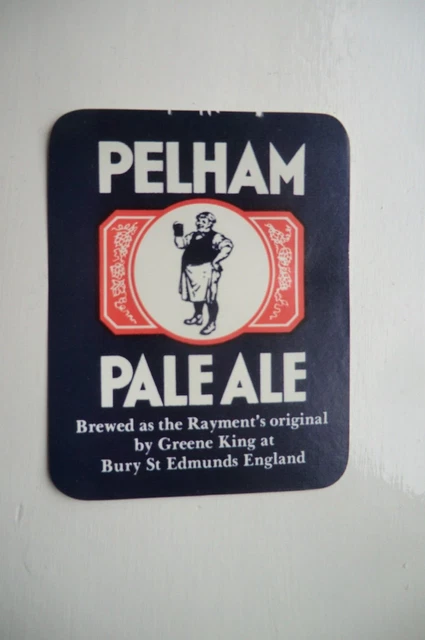 PELHAM
PALE ALE
Brewed as the Rayment's original
by Greene King at
Bury St Edmunds England